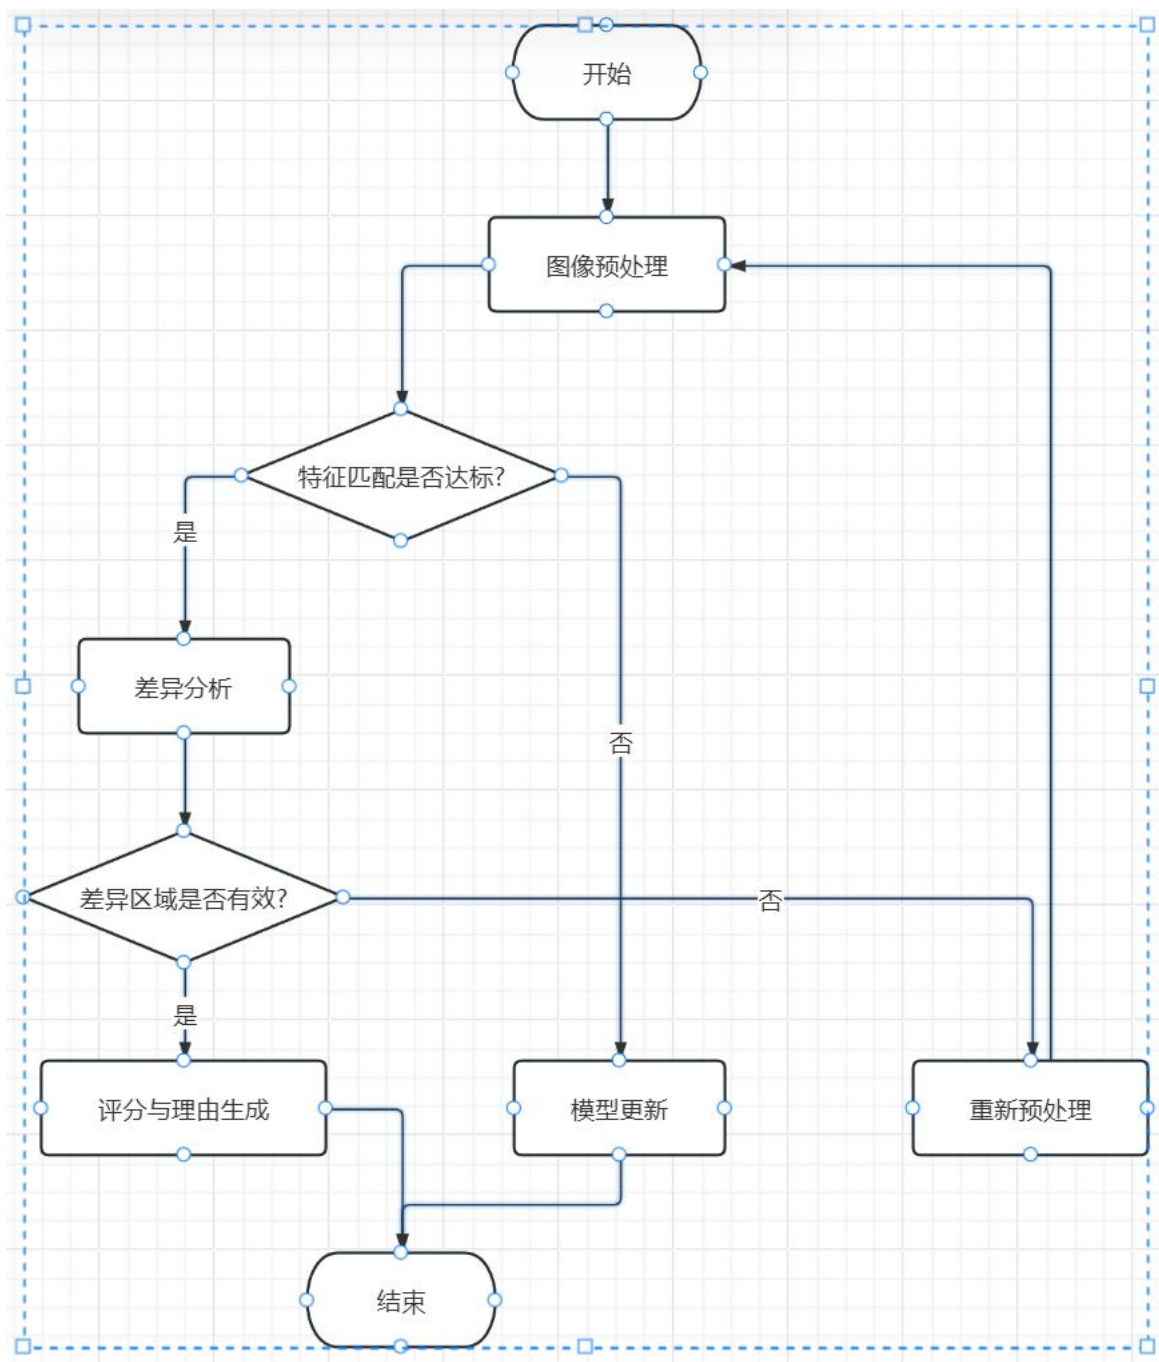 开始
图像预处理
特征匹配是否达标?
是
差异分析
否
差异区域是否有效?
否
是
评分与理由生成
模型更新
重新预处理
结束